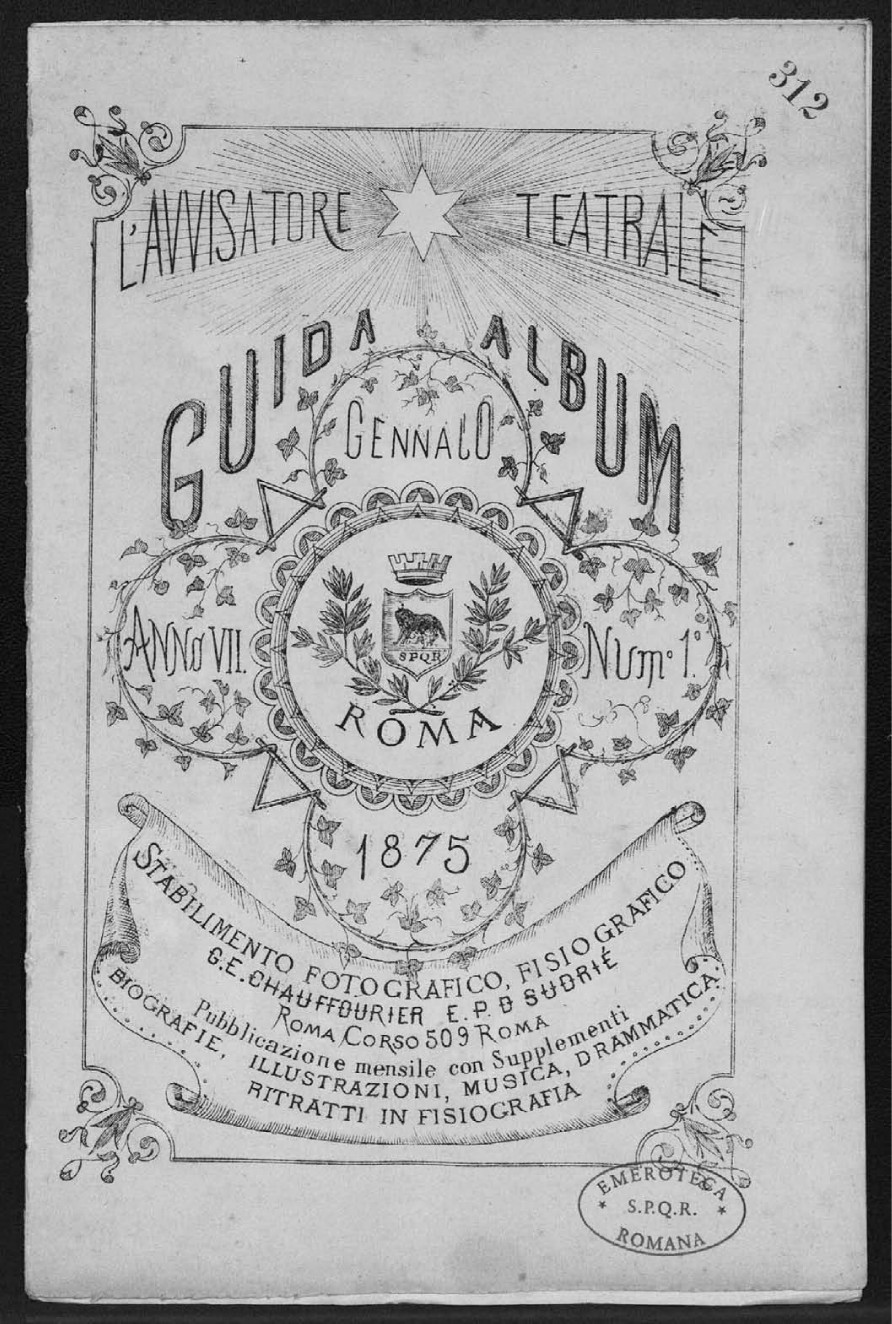 312
L'AVVISATORE TEATRALE
GUIDA ALBUM
GENNAIO
ANNO VII.
NUM° 1°.
SPQR
ROMA
1875
STABILIMENTO FOTOGRAFICO, FISIOGRAFICO
G.E. CHAUFFOURIER E. P. D SUDRIÉ
ROMA CORSO 509 ROMA
Pubblicazione mensile con Supplementi
BIOGRAFIE, ILLUSTRAZIONI, MUSICA, DRAMMATICA
RITRATTI IN FISIOGRAFIA
EMEROTECA
* S.P.Q.R. *
ROMANA